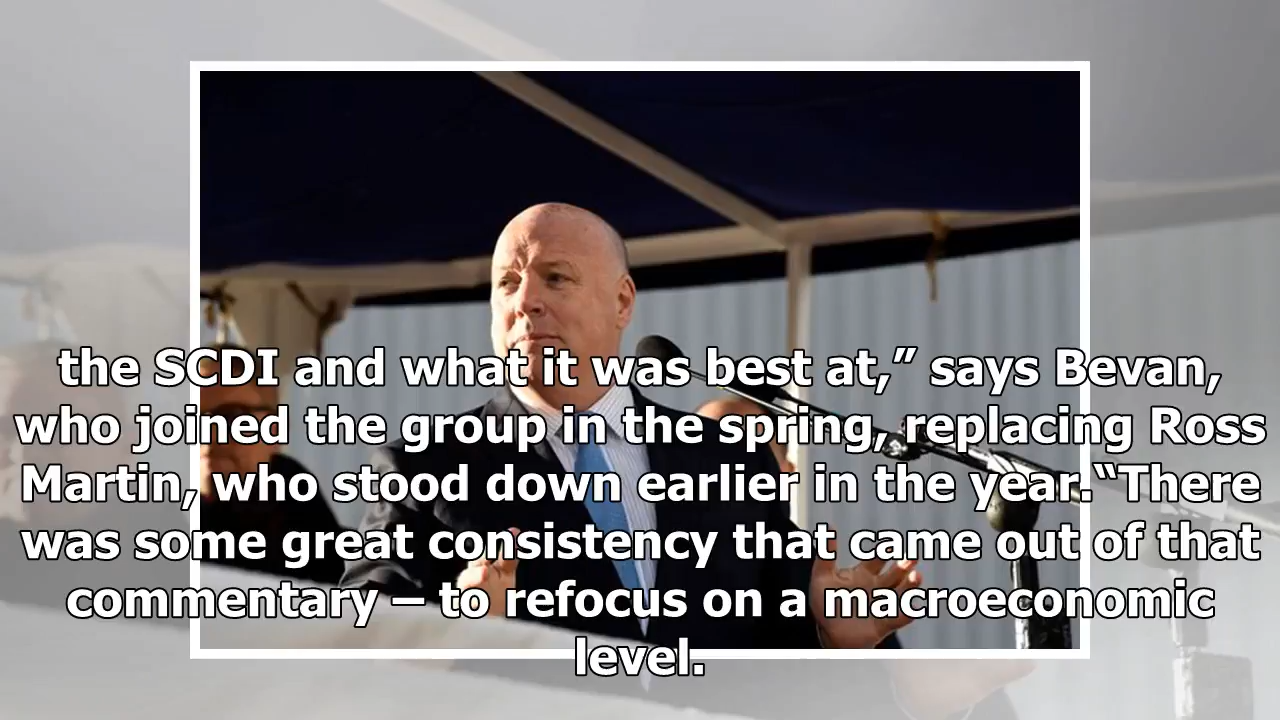 the SCDI and what it was best at,” says Bevan,
who joined the group in the spring, replacing Ross
Martin, who stood down earlier in the year.“There
was some great consistency that came out of that
commentary – to refocus on a macroeconomic
level.